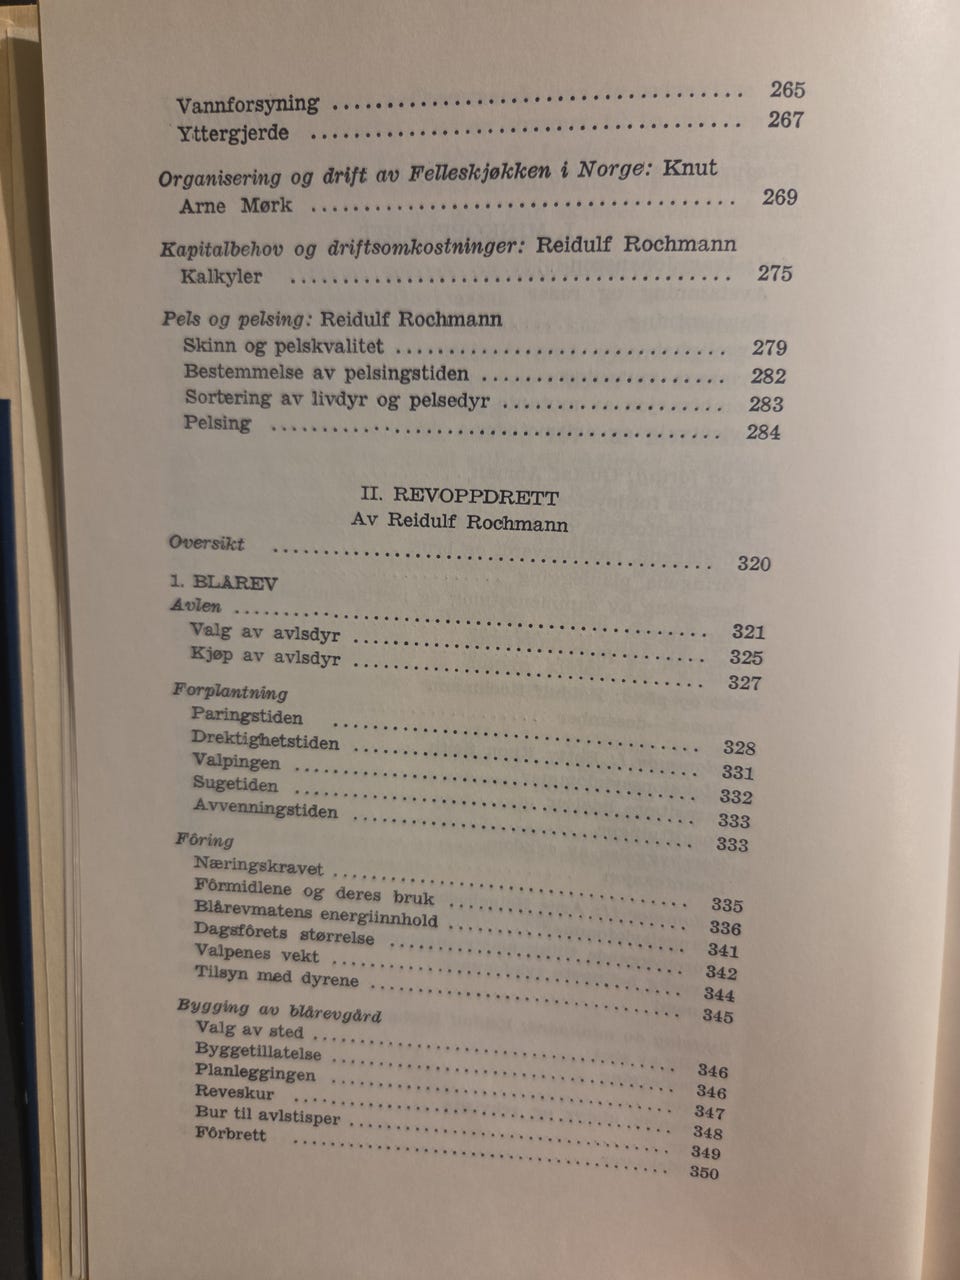 Vannforsyning ........................................ 265
Yttergjerde ........................................ 267
Organisering og drift av Felleskjøkken i Norge: Knut
Arne Mørk ........................................ 269
Kapitalbehov og driftsomkostninger: Reidulf Rochmann
Kalkyler ........................................ 275
Pels og pelsing: Reidulf Rochmann
Skinn og pelskvalitet ........................................ 279
Bestemmelse av pelsingstiden ........................................ 282
Sortering av livdyr og pelsedyr ........................................ 283
Pelsing ........................................ 284
II. REVOPPDRETT
Av Reidulf Rochmann
Oversikt ........................................ 320
1. BLÅREV
Avlen ........................................ 321
Valg av avlsdyr ........................................ 325
Kjøp av avlsdyr ........................................ 327
Forplantning
Paringstiden ........................................ 328
Drektighetstiden ........................................ 331
Valpingen ........................................ 332
Sugetiden ........................................ 333
Avvenningstiden ........................................ 333
Fôring
Næringskravet ........................................ 335
Fôrmidlene og deres bruk ........................................ 336
Blårevmatens energiinnhold ........................................ 341
Dagsfôrets størrelse ........................................ 342
Valpenes vekt ........................................ 344
Tilsyn med dyrene ........................................ 345
Bygging av blårevgård
Valg av sted ........................................ 346
Byggetillatelse ........................................ 346
Planleggingen ........................................ 347
Reveskur ........................................ 348
Bur til avlstisper ........................................ 349
Fôrbrett ........................................ 350